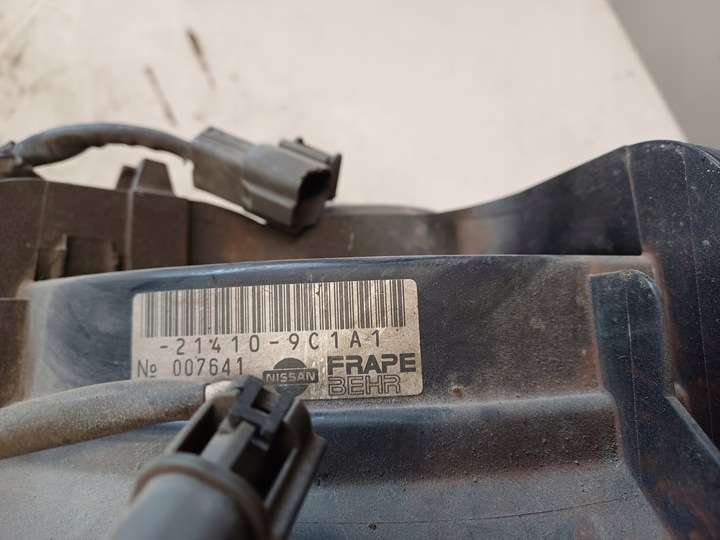 -21410-9C1A1
Nº 007641 NISSAN FRAPE
BEHR